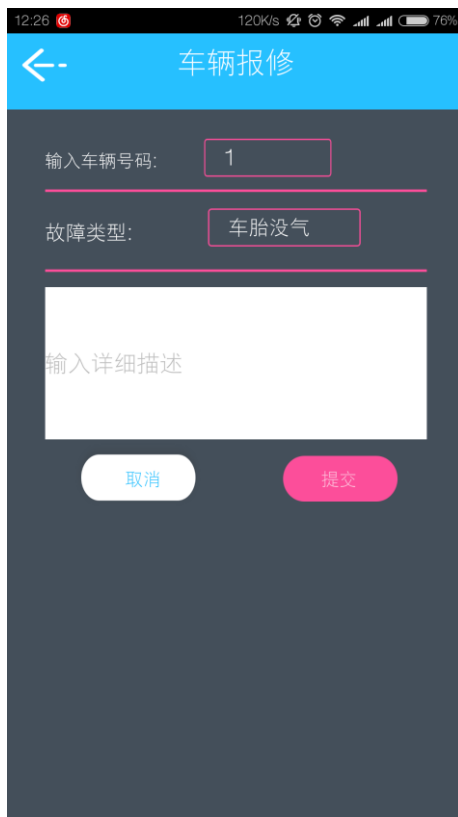 12:26 120K/s 76%
车辆报修
输入车辆号码: 1
故障类型: 车胎没气
输入详细描述
取消 提交